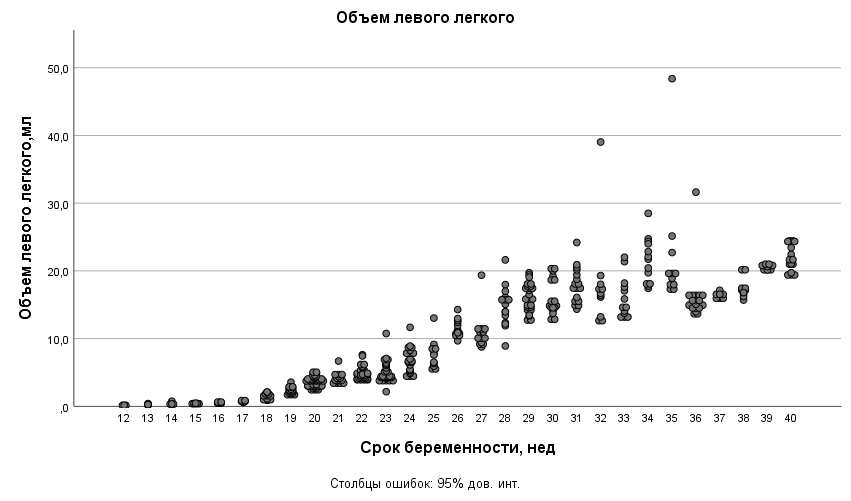 Объем левого легкого
Объем левого легкого,мл
50,0
40,0
30,0
20,0
10,0
,0
12 13 14 15 16 17 18 19 20 21 22 23 24 25 26 27 28 29 30 31 32 33 34 35 36 37 38 39 40
Срок беременности, нед
Столбцы ошибок: 95% дов. инт.